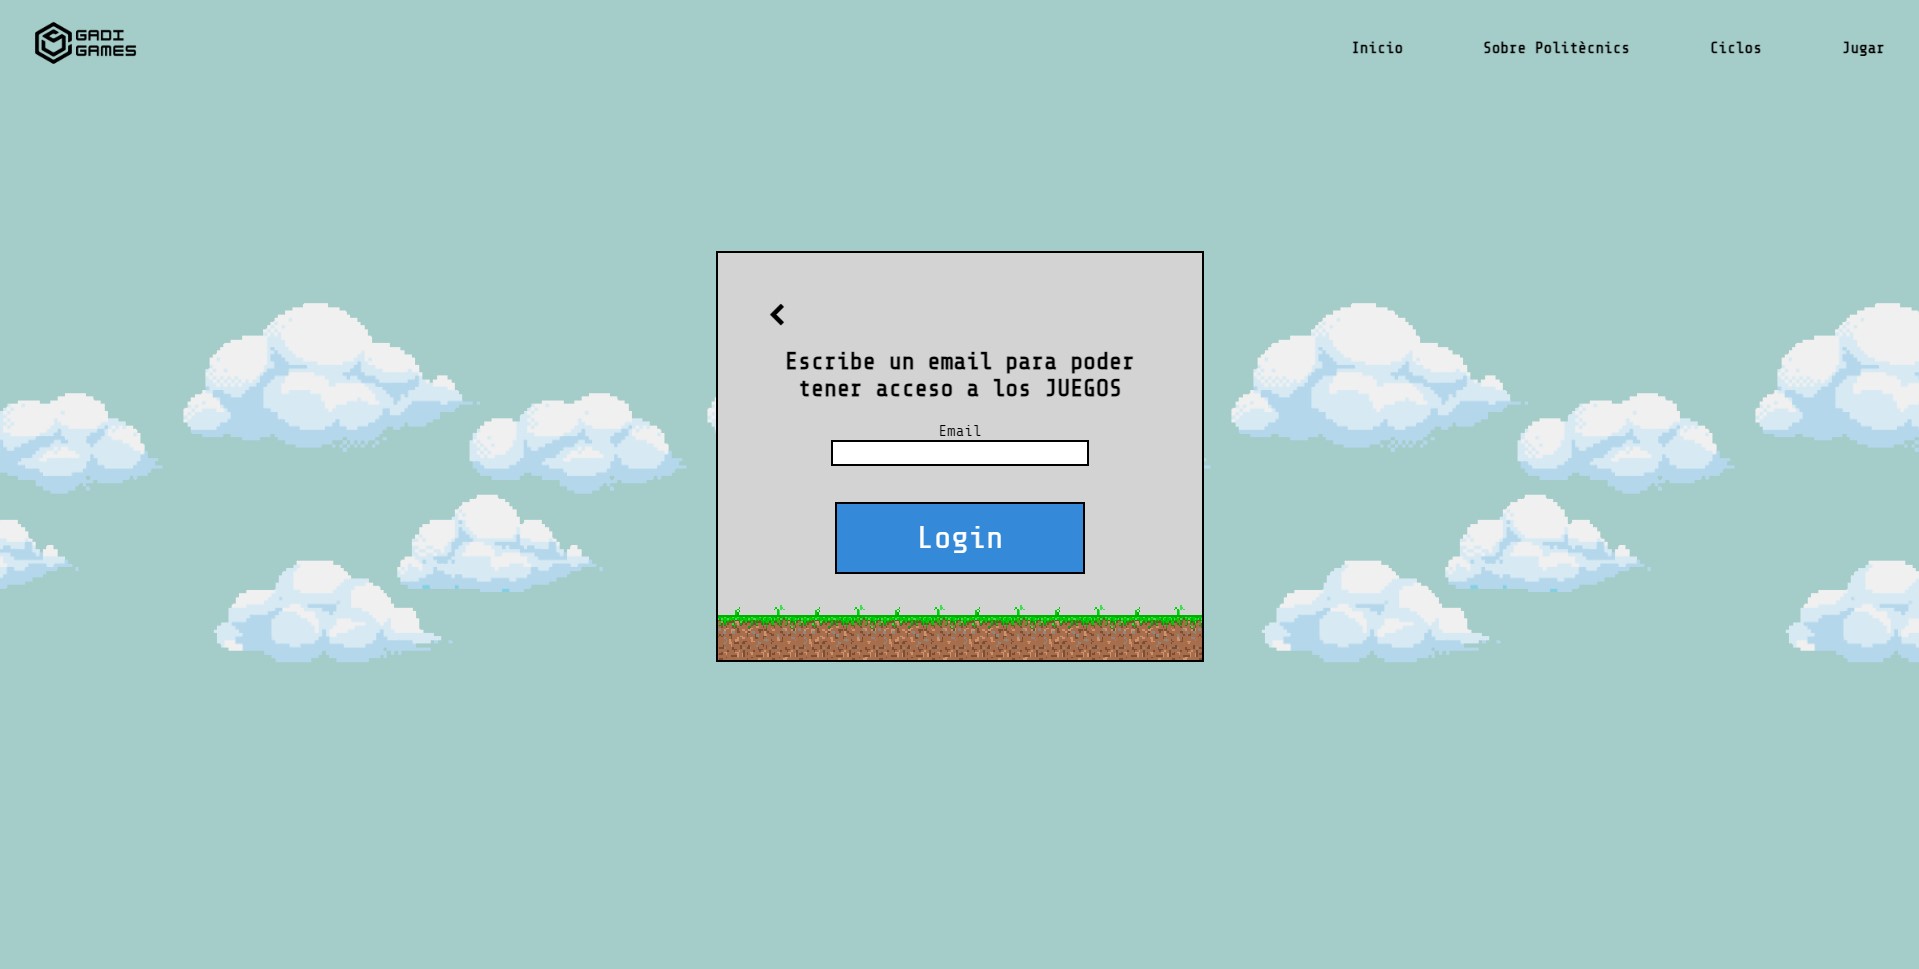 GADI
GAMES
Inicio
Sobre Politècnics
Ciclos
Jugar
Escribe un email para poder
tener acceso a los JUEGOS
Email
Login